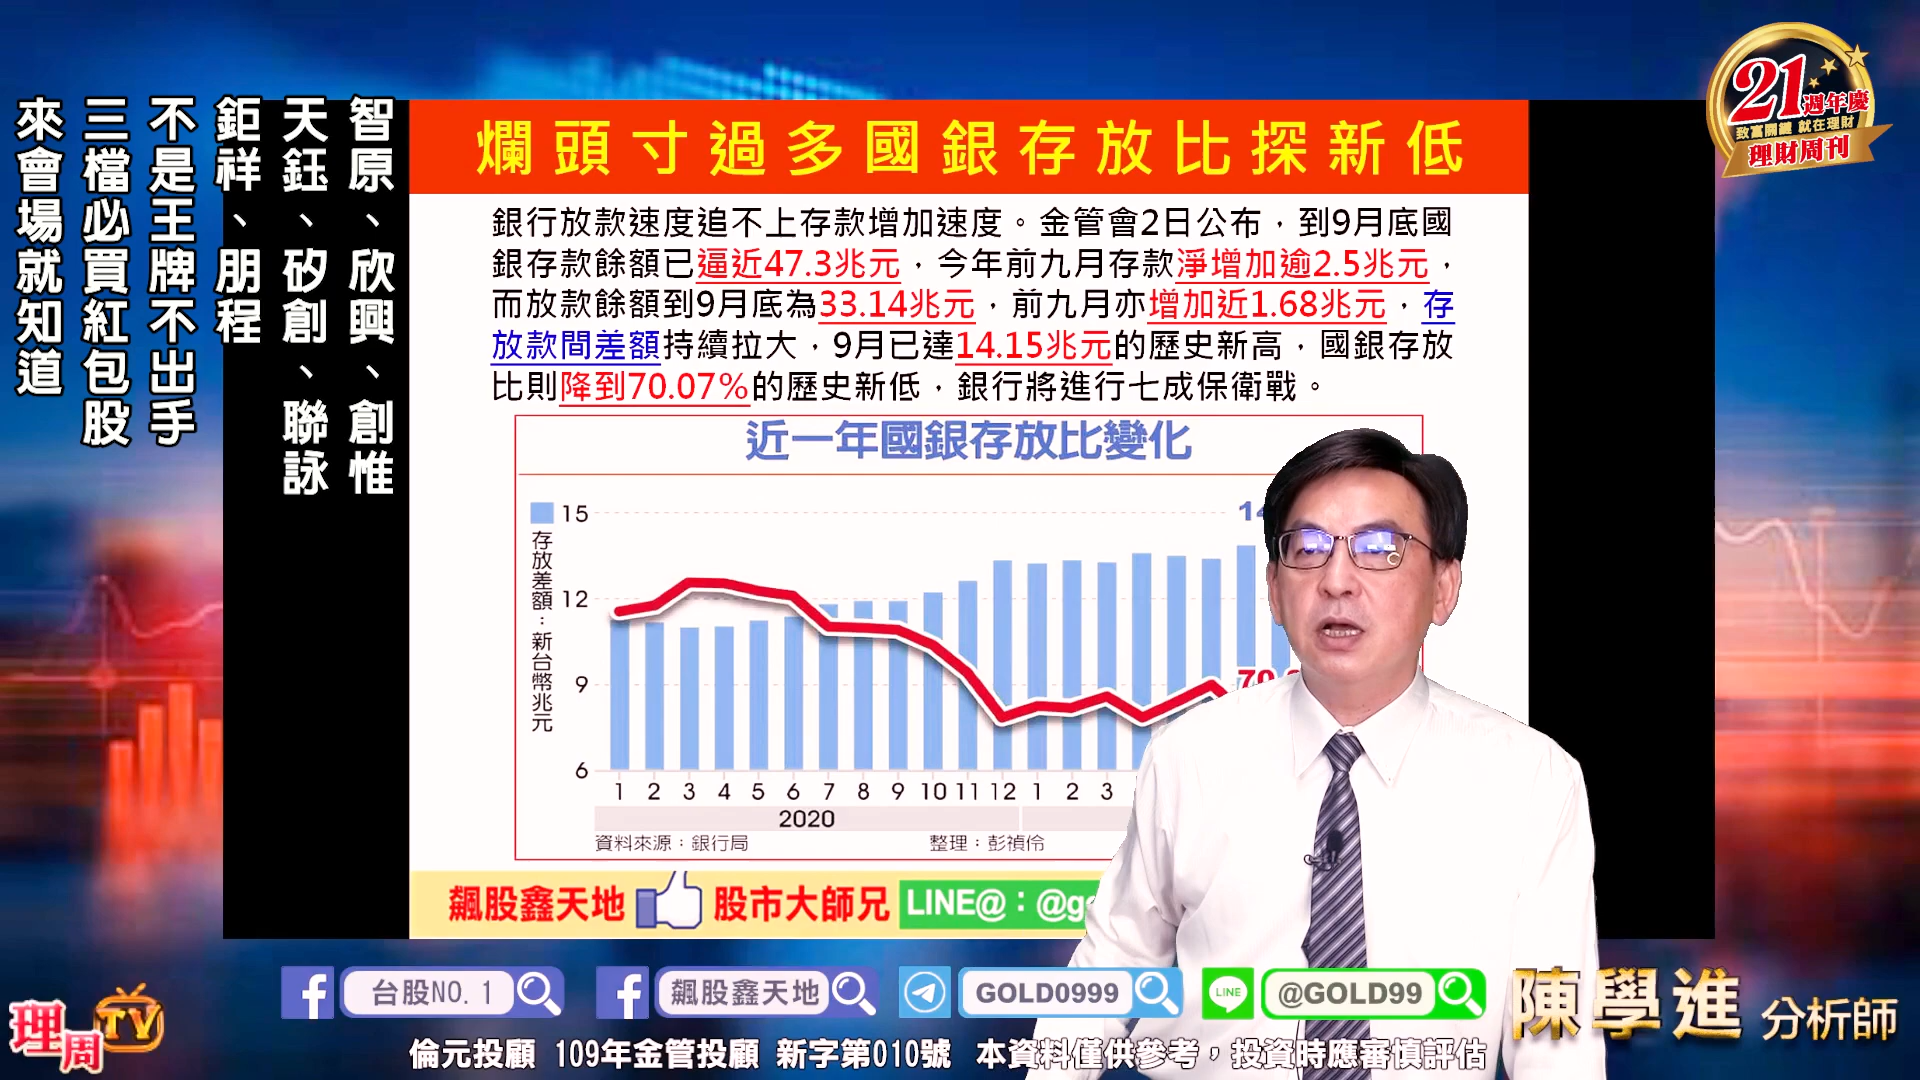 智原、欣興、創惟
天鈺、矽創、聯詠
鉅祥、朋程
不是王牌不出手
三檔必買紅包股
來會場就知道
21週年慶
致富關鍵 就在理財
理財周刊
爛頭寸過多國銀存放比探新低
銀行放款速度追不上存款增加速度。金管會2日公布，到9月底國
銀存款餘額已逼近47.3兆元，今年前九月存款淨增加逾2.5兆元，
而放款餘額到9月底為33.14兆元，前九月亦增加近1.68兆元，存
放款間差額持續拉大，9月已達14.15兆元的歷史新高，國銀存放
比則降到70.07%的歷史新低，銀行將進行七成保衛戰。
近一年國銀存放比變化
存放差額：新台幣兆元
15
12
9
6
14
70
1 2 3 4 5 6 7 8 9 10 11 12 1 2 3
2020
資料來源：銀行局 整理：彭禎伶
飆股鑫天地 股市大師兄 LINE@：@g
台股NO.1 飆股鑫天地 GOLD0999 LINE @GOLD99
理周TV
陳學進 分析師
倫元投顧 109年金管投顧 新字第010號 本資料僅供參考，投資時應審慎評估